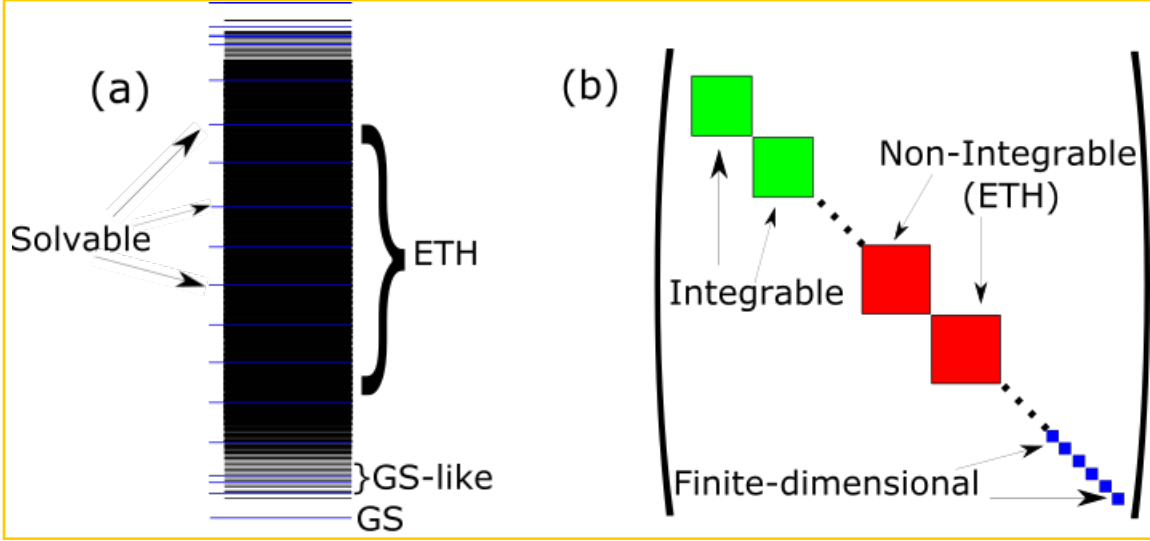 (a)
Solvable
ETH
}GS-like
GS
(b)
Non-Integrable
(ETH)
Integrable
Finite-dimensional